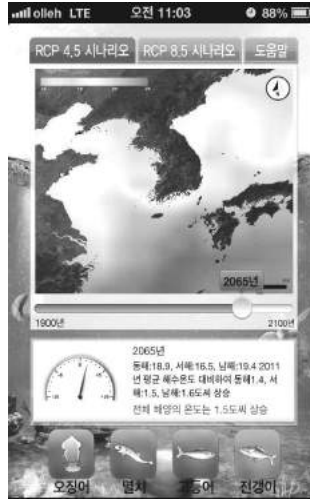 olleh LTE 오전 11:03 88%
RCP 4.5 시나리오 RCP 8.5 시나리오 도움말
2065년
1900년 2100년
2065년
동해:18.9, 서해:16.5, 남해:19.4 2011
년 평균 해수온도 대비하여 동해1.4, 서
해:1.5, 남해:1.6도씩 상승
전체 해양의 온도는 1.5도씩 상승
오징어 멸치 고등어 전갱이